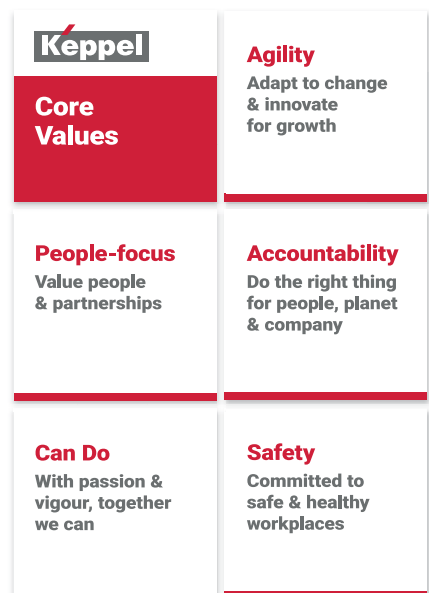 Keppel
Core
Values
Agility
Adapt to change
& innovate
for growth
People-focus
Value people
& partnerships
Accountability
Do the right thing
for people, planet
& company
Can Do
With passion &
vigour, together
we can
Safety
Committed to
safe & healthy
workplaces